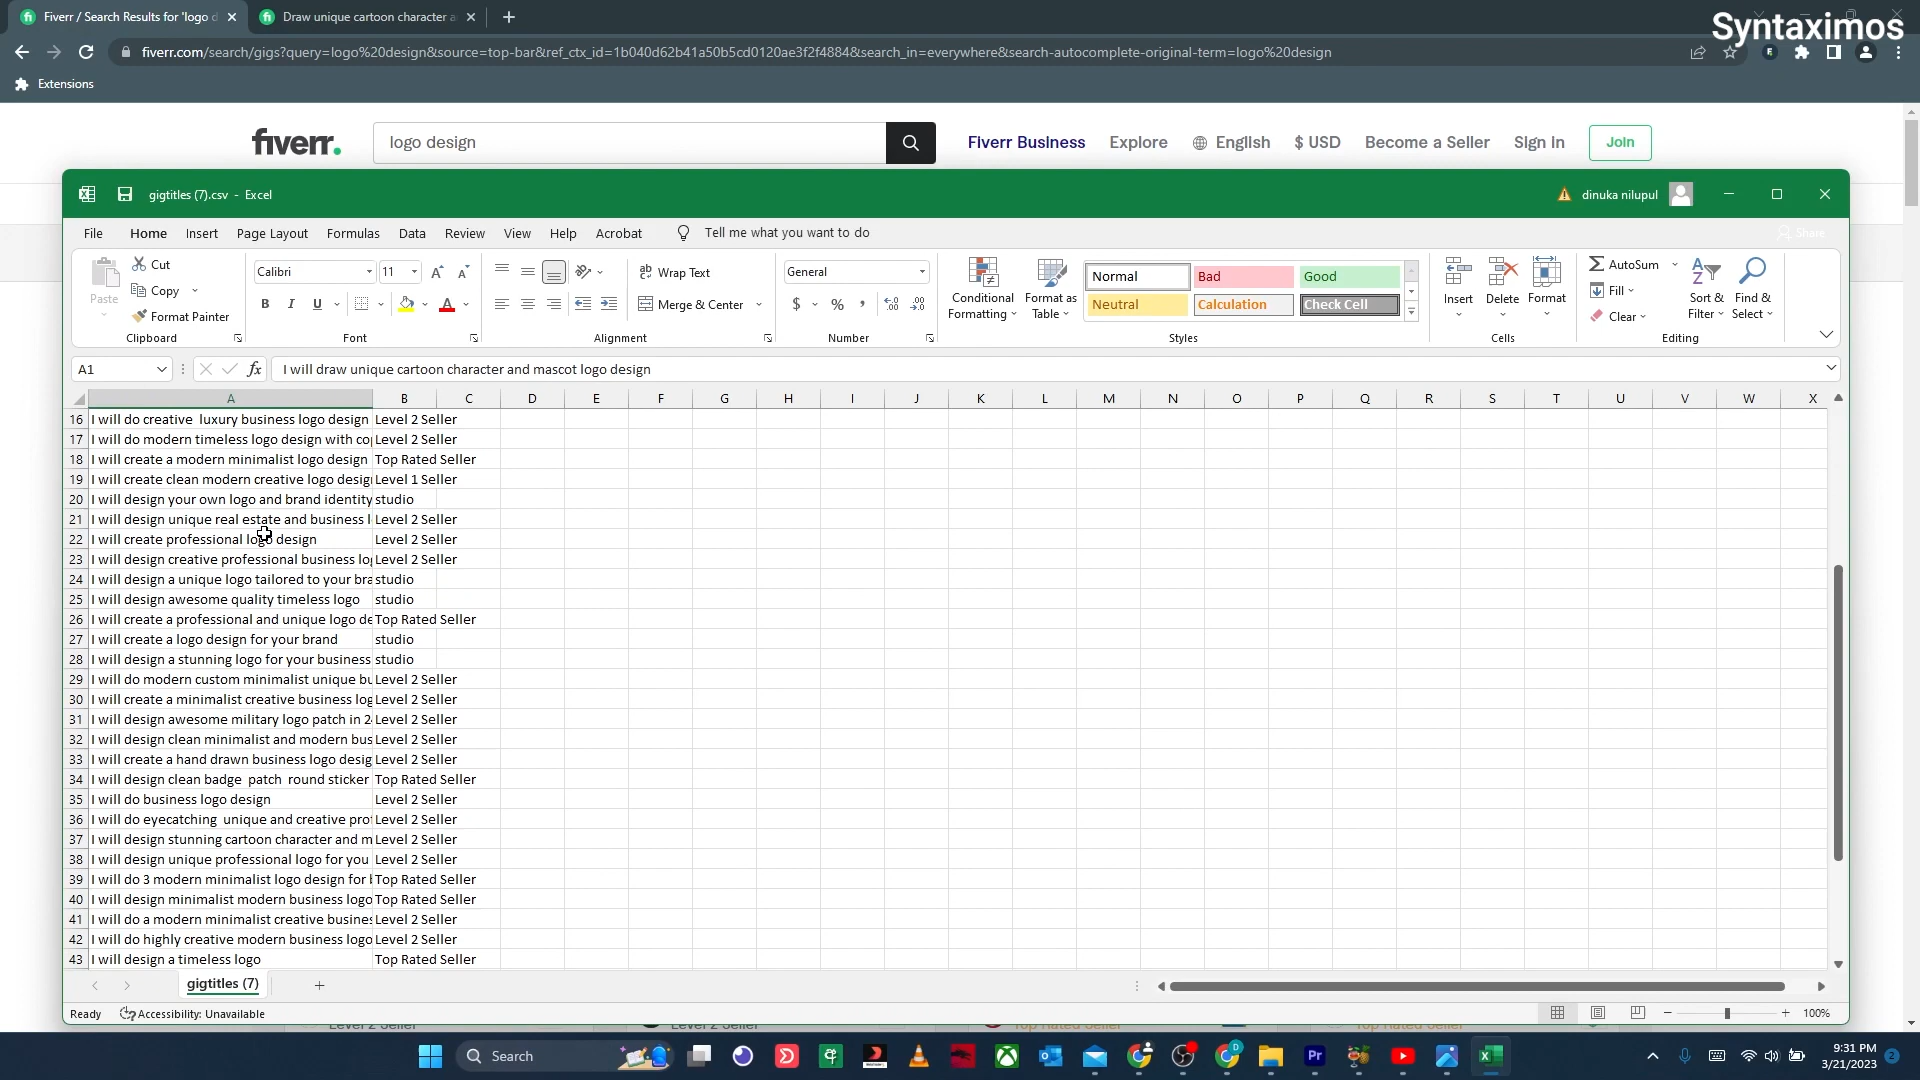 Fiverr / Search Results for 'logo d
Draw unique cartoon character a
Syntaximos
fiverr.com/search/gigs?query=logo%20design&source=top-bar&ref_ctx_id=1b040d62b41a50b5cd0120ae3f2f4884&search_in=everywhere&search-autocomplete-original-term=logo%20design
Extensions
fiverr.
logo design
Fiverr Business Explore English $ USD Become a Seller Sign in Join
gigtitles (7).csv - Excel
dinuka nilupul
File Home Insert Page Layout Formulas Data Review View Help Acrobat Tell me what you want to do
Share
Paste
Cut
Copy
Format Painter
Clipboard
Calibri 11
B I U
Font
Wrap Text
Merge & Center
Alignment
General
$ % ,
Number
Conditional Formatting
Format as Table
Normal Bad Good
Neutral Calculation Check Cell
Styles
Insert Delete Format
Cells
AutoSum
Fill
Clear
Sort & Filter
Find & Select
Editing
A1 fx I will draw unique cartoon character and mascot logo design
A B C D E F G H I J K L M N O P Q R S T U V W X
16 I will do creative luxury business logo design Level 2 Seller
17 I will do modern timeless logo design with co Level 2 Seller
18 I will create a modern minimalist logo design Top Rated Seller
19 I will create clean modern creative logo desig Level 1 Seller
20 I will design your own logo and brand identity studio
21 I will design unique real estate and business l Level 2 Seller
22 I will create professional logo design Level 2 Seller
23 I will design creative professional business lo Level 2 Seller
24 I will design a unique logo tailored to your bra studio
25 I will design awesome quality timeless logo studio
26 I will create a professional and unique logo de Top Rated Seller
27 I will create a logo design for your brand studio
28 I will design a stunning logo for your business studio
29 I will do modern custom minimalist unique bu Level 2 Seller
30 I will create a minimalist creative business log Level 2 Seller
31 I will design awesome military logo patch in 2 Level 2 Seller
32 I will design clean minimalist and modern bus Level 2 Seller
33 I will create a hand drawn business logo desig Level 2 Seller
34 I will design clean badge patch round sticker Top Rated Seller
35 I will do business logo design Level 2 Seller
36 I will do eyecatching unique and creative pro Level 2 Seller
37 I will design stunning cartoon character and m Level 2 Seller
38 I will design unique professional logo for you Level 2 Seller
39 I will do 3 modern minimalist logo design for Top Rated Seller
40 I will design minimalist modern business logo Top Rated Seller
41 I will do a modern minimalist creative busines Level 2 Seller
42 I will do highly creative modern business logo Level 2 Seller
43 I will design a timeless logo Top Rated Seller
gigtitles (7)
Ready Accessibility: Unavailable
100%
Level 2 Seller Level 2 Seller Top Rated Seller Top Rated Seller
Search
9:31 PM
3/21/2023
2